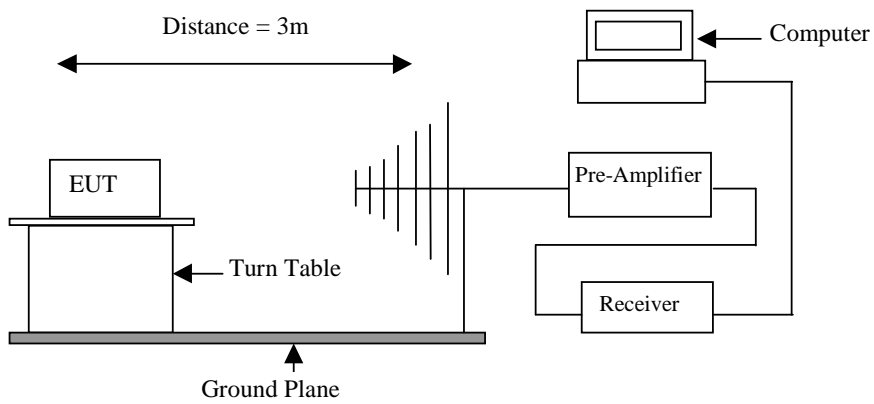 Distance = 3m
Computer
EUT
Pre-Amplifier
Turn Table
Receiver
Ground Plane